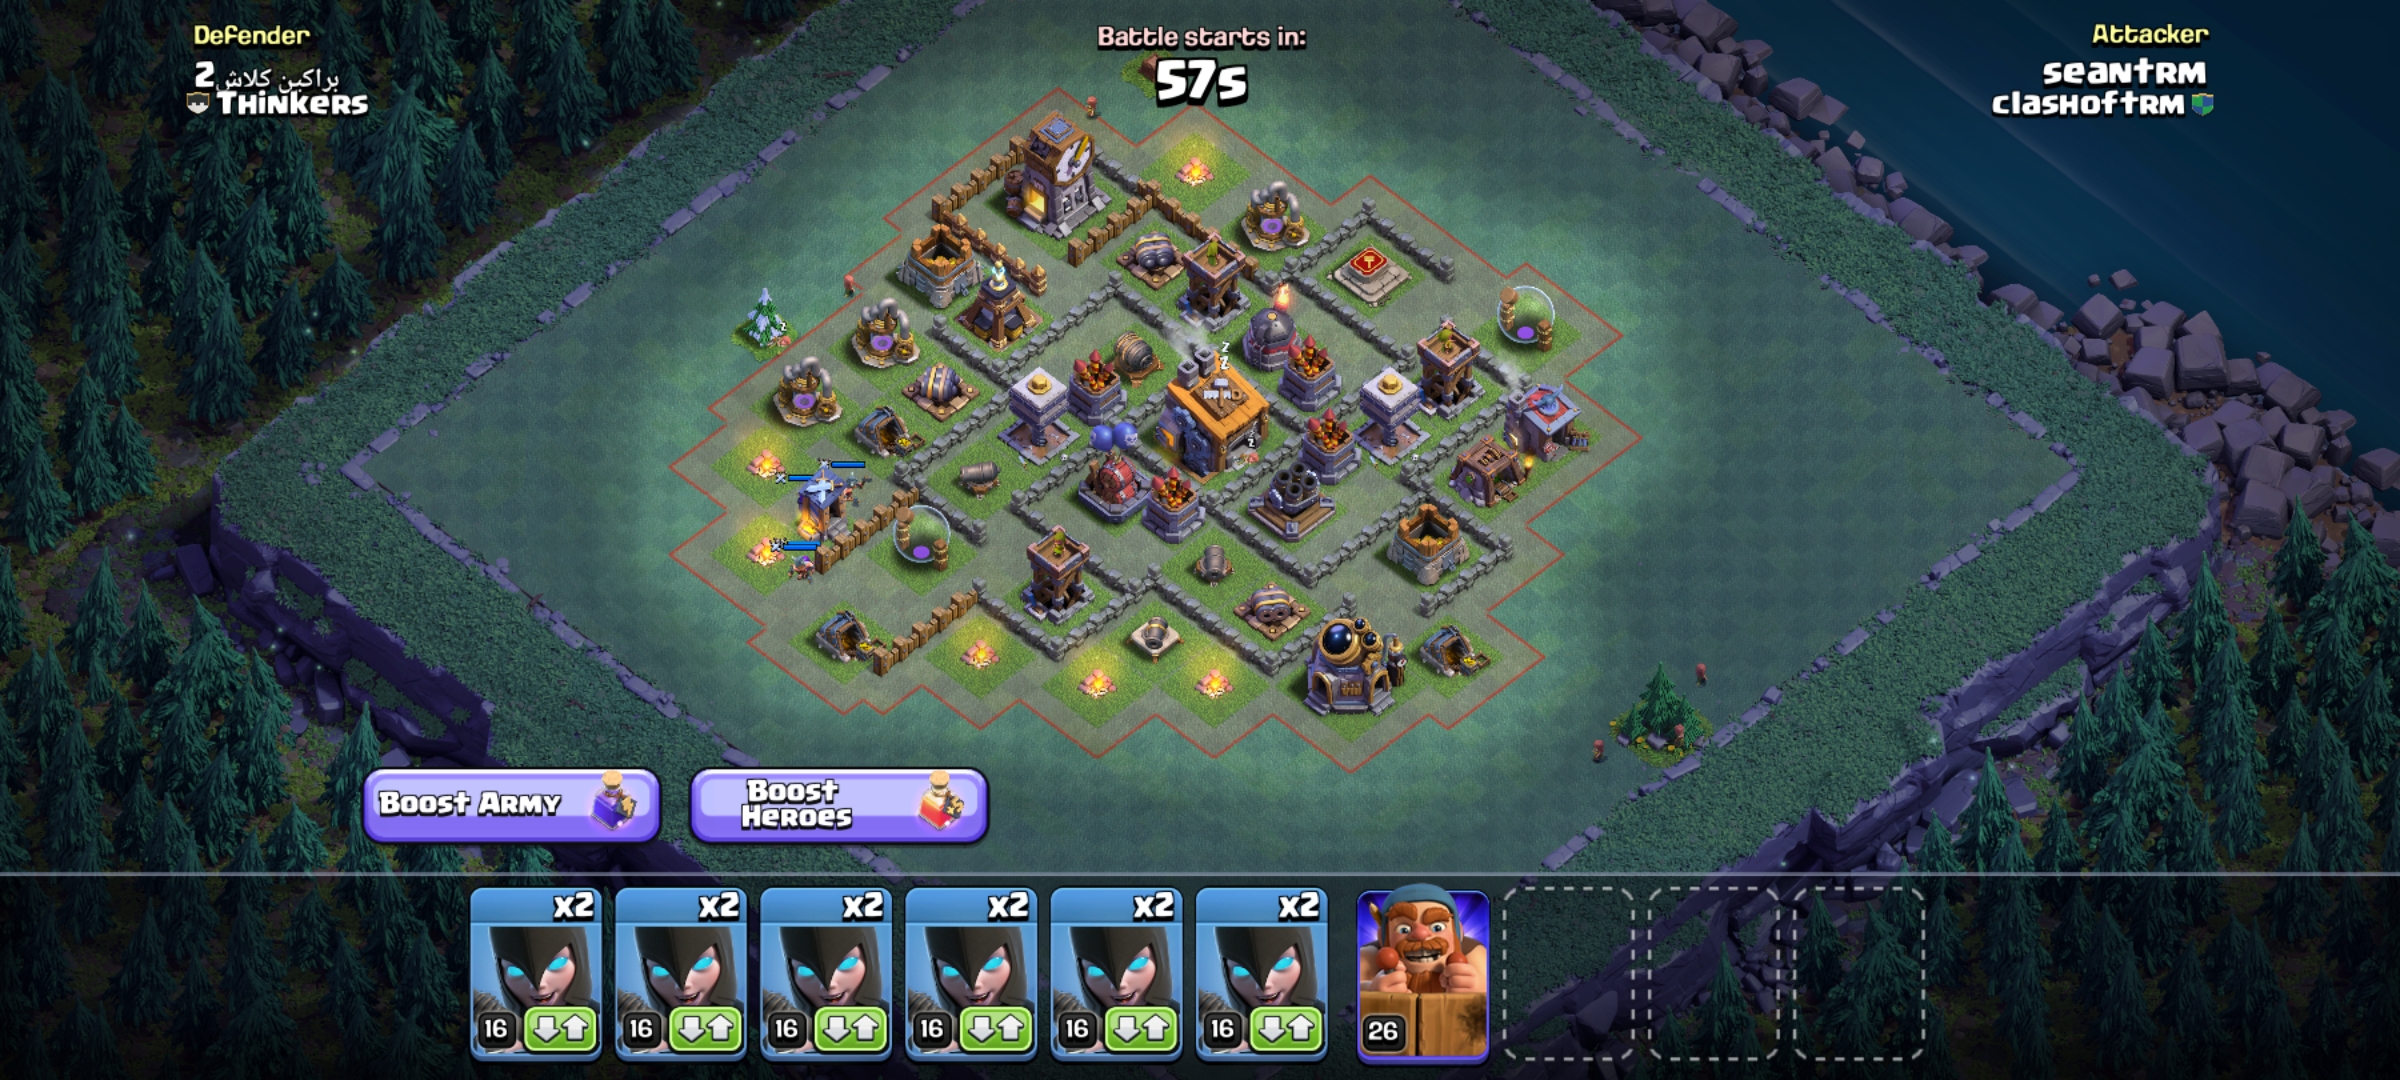 Defender
براكين كلاش 2
Thinkers
Battle starts in:
57s
Attacker
seantRM
clashoftRM
Boost Army
Boost
Heroes
x2
x2
x2
x2
x2
x2
16
16
16
16
16
16
26